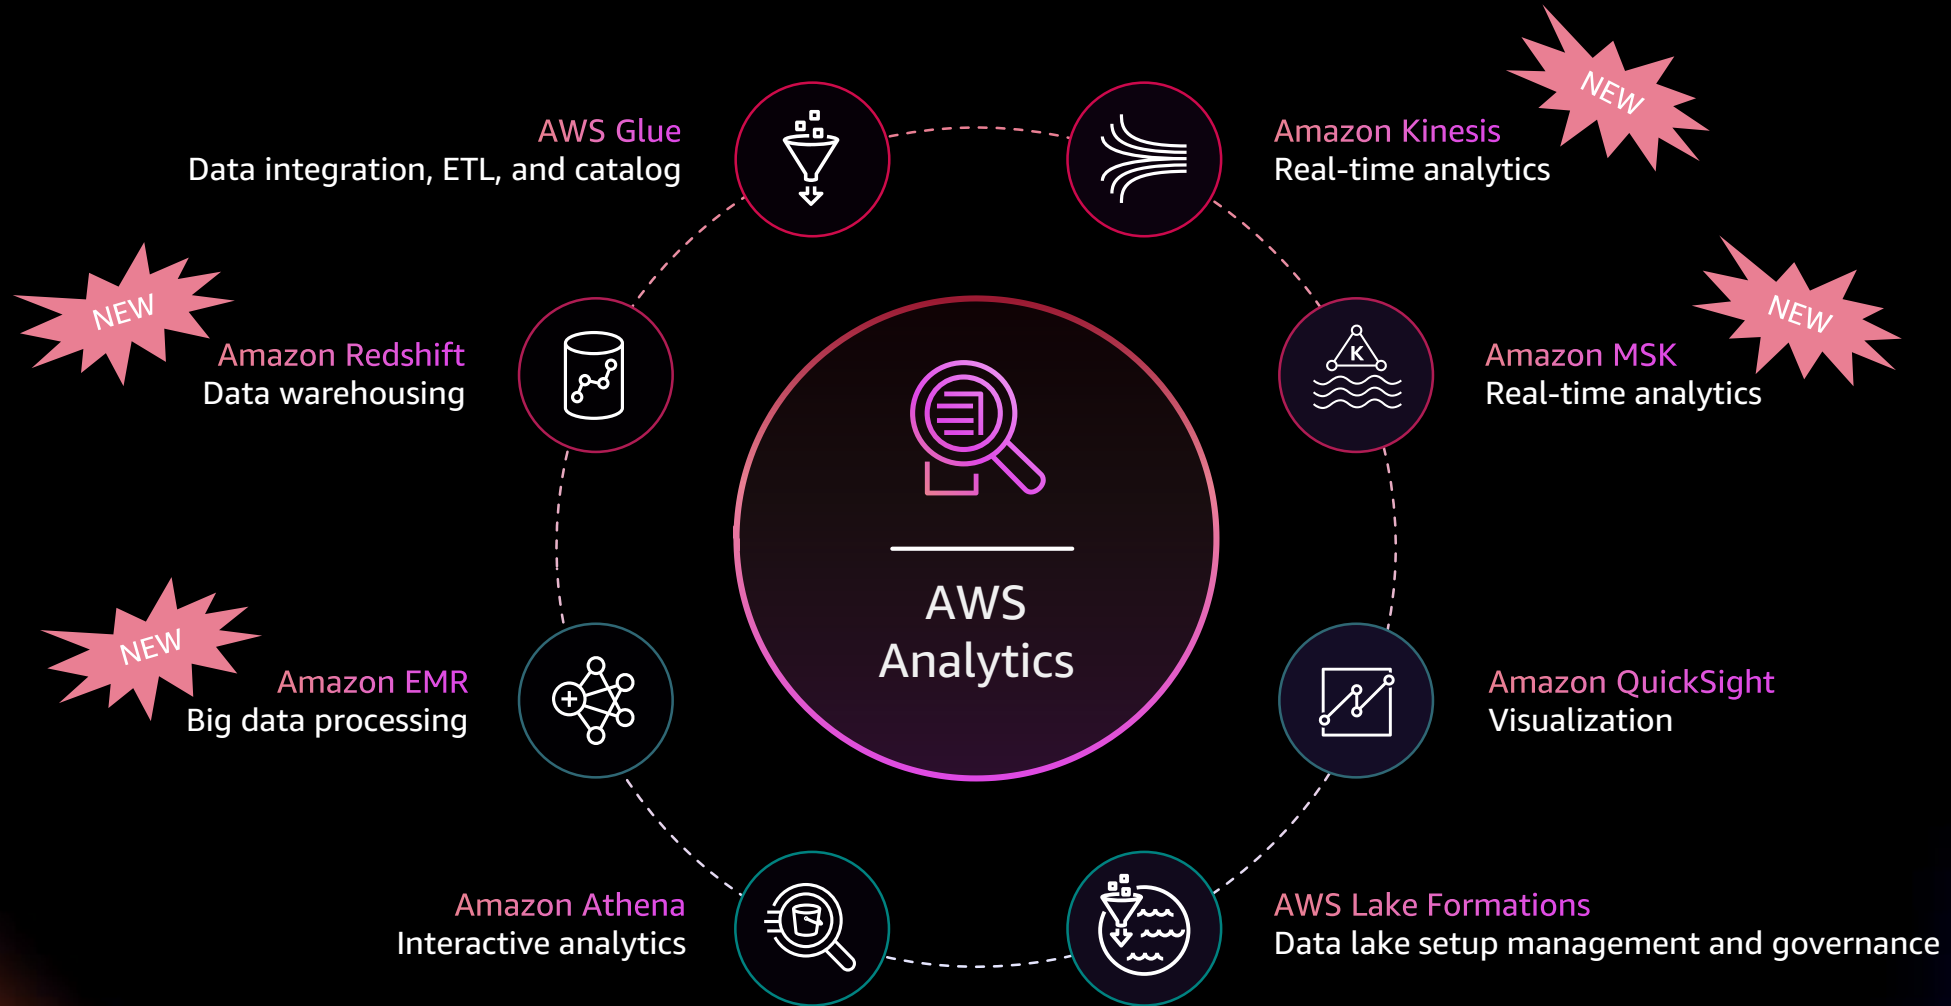 AWS Glue
Data integration, ETL, and catalog
Amazon Kinesis
Real-time analytics
NEW
NEW
Amazon Redshift
Data warehousing
Amazon MSK
Real-time analytics
NEW
K
AWS
Analytics
NEW
Amazon EMR
Big data processing
Amazon QuickSight
Visualization
Amazon Athena
Interactive analytics
AWS Lake Formations
Data lake setup management and governance